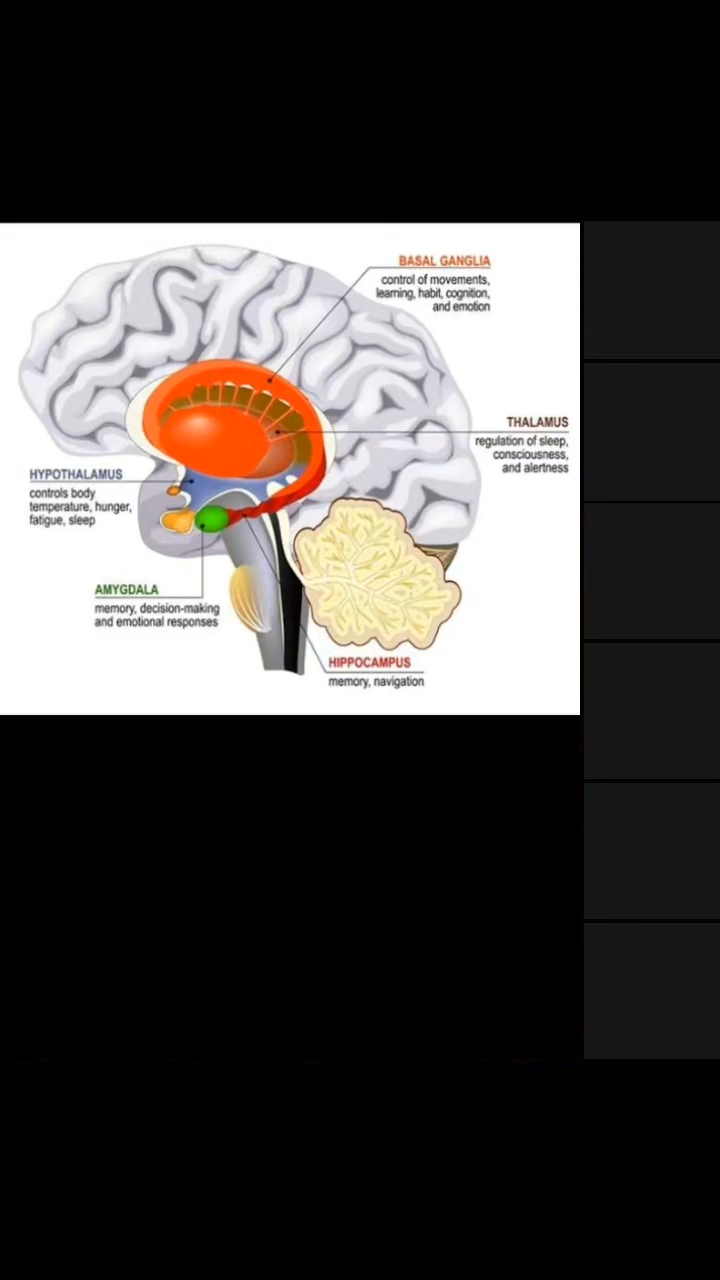 BASAL GANGLIA
control of movements,
learning, habit, cognition,
and emotion
THALAMUS
regulation of sleep,
consciousness,
and alertness
HYPOTHALAMUS
controls body
temperature, hunger,
fatigue, sleep
AMYGDALA
memory, decision-making
and emotional responses
HIPPOCAMPUS
memory, navigation